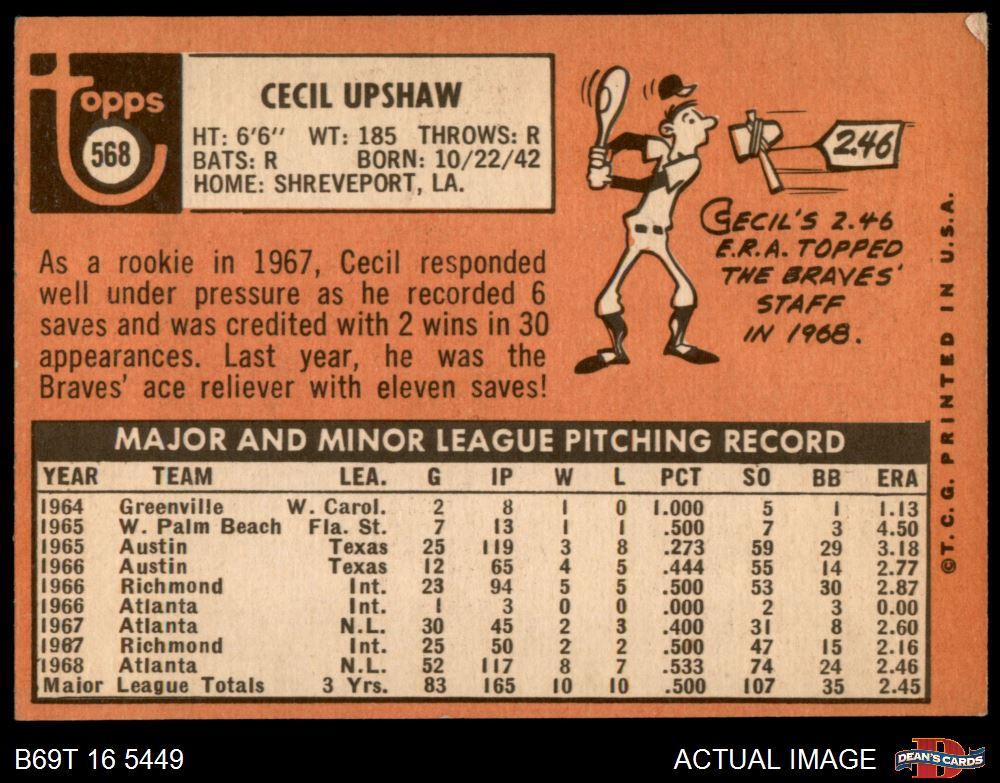 Topps
568
CECIL UPSHAW
HT: 6'6" WT: 185 THROWS: R
BATS: R BORN: 10/22/42
HOME: SHREVEPORT, LA.
As a rookie in 1967, Cecil responded
well under pressure as he recorded 6
saves and was credited with 2 wins in 30
appearances. Last year, he was the
Braves' ace reliever with eleven saves!
2.46
CECIL'S 2.46
E.R.A. TOPPED
THE BRAVES'
STAFF
IN 1968.
©T.C.G. PRINTED IN U.S.A.
MAJOR AND MINOR LEAGUE PITCHING RECORD
YEAR TEAM LEA. G IP W L PCT SO BB ERA
1964 Greenville W. Carol. 2 8 1 0 1.000 5 1 1.13
1965 W. Palm Beach Fla. St. 7 13 1 1 .500 7 3 4.50
1965 Austin Texas 25 119 3 8 .273 59 29 3.18
1966 Austin Texas 12 65 4 5 .444 55 14 2.77
1966 Richmond Int. 23 94 5 5 .500 53 30 2.87
1966 Atlanta Int. 1 3 0 0 .000 2 3 0.00
1967 Atlanta N.L. 30 45 2 3 .400 31 8 2.60
1967 Richmond Int. 25 50 2 2 .500 47 15 2.16
1968 Atlanta N.L. 52 117 8 7 .533 74 24 2.46
Major League Totals 3 Yrs. 83 165 10 10 .500 107 35 2.45
B69T 16 5449
ACTUAL IMAGE
D
DEAN'S CARDS